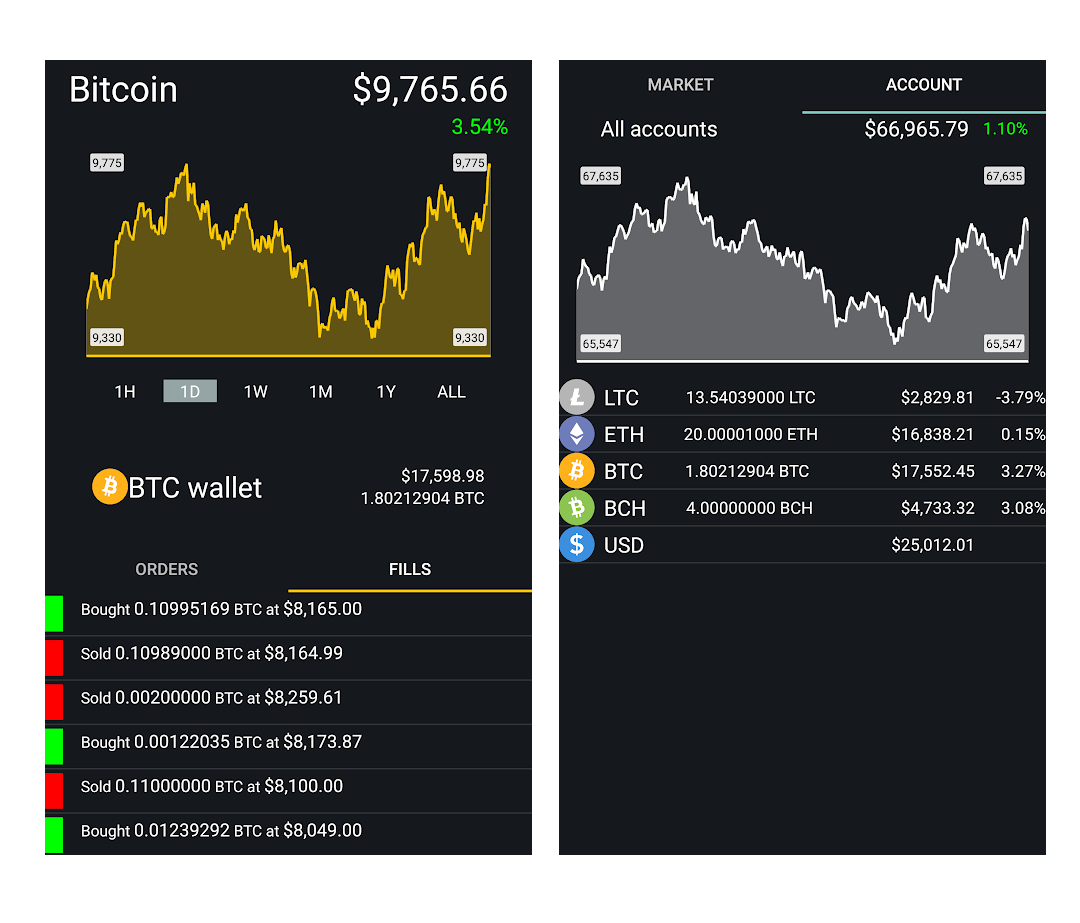 Bitcoin $9,765.66
3.54%
9,775 9,775
9,330 9,330
1H 1D 1W 1M 1Y ALL
BTC wallet $17,598.98
1.80212904 BTC
ORDERS FILLS
Bought 0.10995169 BTC at $8,165.00
Sold 0.10989000 BTC at $8,164.99
Sold 0.00200000 BTC at $8,259.61
Bought 0.00122035 BTC at $8,173.87
Sold 0.11000000 BTC at $8,100.00
Bought 0.01239292 BTC at $8,049.00
MARKET ACCOUNT
All accounts $66,965.79 1.10%
67,635 67,635
65,547 65,547
LTC 13.54039000 LTC $2,829.81 -3.79%
ETH 20.00001000 ETH $16,838.21 0.15%
BTC 1.80212904 BTC $17,552.45 3.27%
BCH 4.00000000 BCH $4,733.32 3.08%
USD $25,012.01